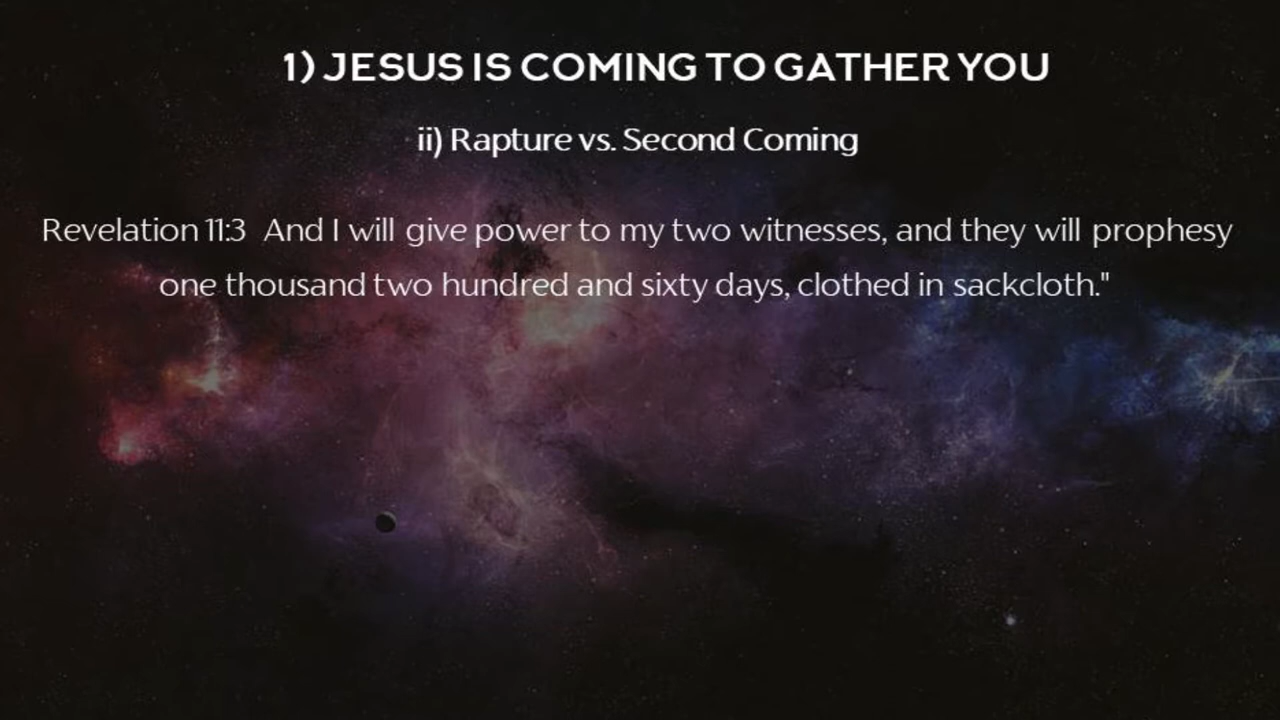 1) JESUS IS COMING TO GATHER YOU
ii) Rapture vs. Second Coming
Revelation 11:3  And I will give power to my two witnesses, and they will prophesy
one thousand two hundred and sixty days, clothed in sackcloth."